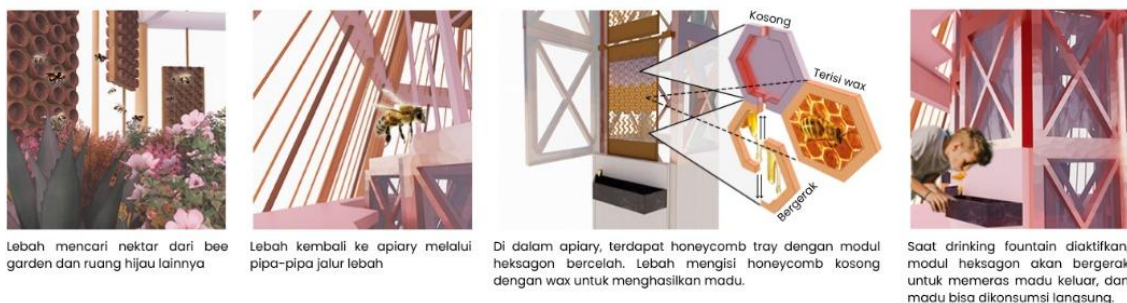 Kosong
Terisi wax
Bergerak
Lebah mencari nektar dari bee
garden dan ruang hijau lainnya
Lebah kembali ke apiary melalui
pipa-pipa jalur lebah
Di dalam apiary, terdapat honeycomb tray dengan modul
heksagon bercelah. Lebah mengisi honeycomb kosong
dengan wax untuk menghasilkan madu.
Saat drinking fountain diaktifkan,
modul heksagon akan bergerak
untuk memeras madu keluar, dan
madu bisa dikonsumsi langsung.